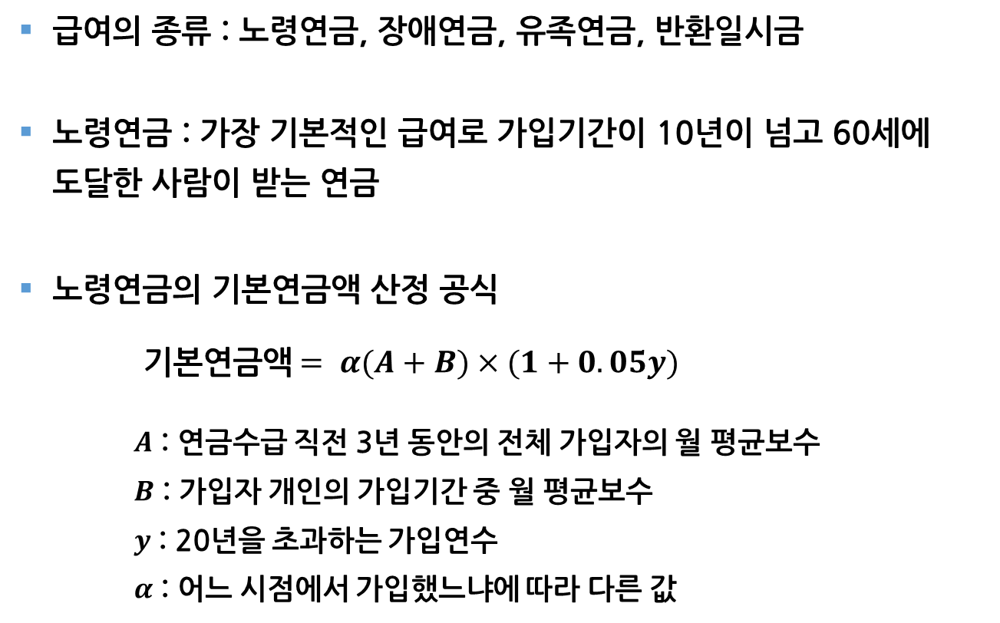 ▪ 급여의 종류 : 노령연금, 장애연금, 유족연금, 반환일시금
▪ 노령연금 : 가장 기본적인 급여로 가입기간이 10년이 넘고 60세에
도달한 사람이 받는 연금
▪ 노령연금의 기본연금액 산정 공식
기본연금액 = α(A + B) × (1 + 0.05y)
A : 연금수급 직전 3년 동안의 전체 가입자의 월 평균보수
B : 가입자 개인의 가입기간 중 월 평균보수
y : 20년을 초과하는 가입연수
α : 어느 시점에서 가입했느냐에 따라 다른 값